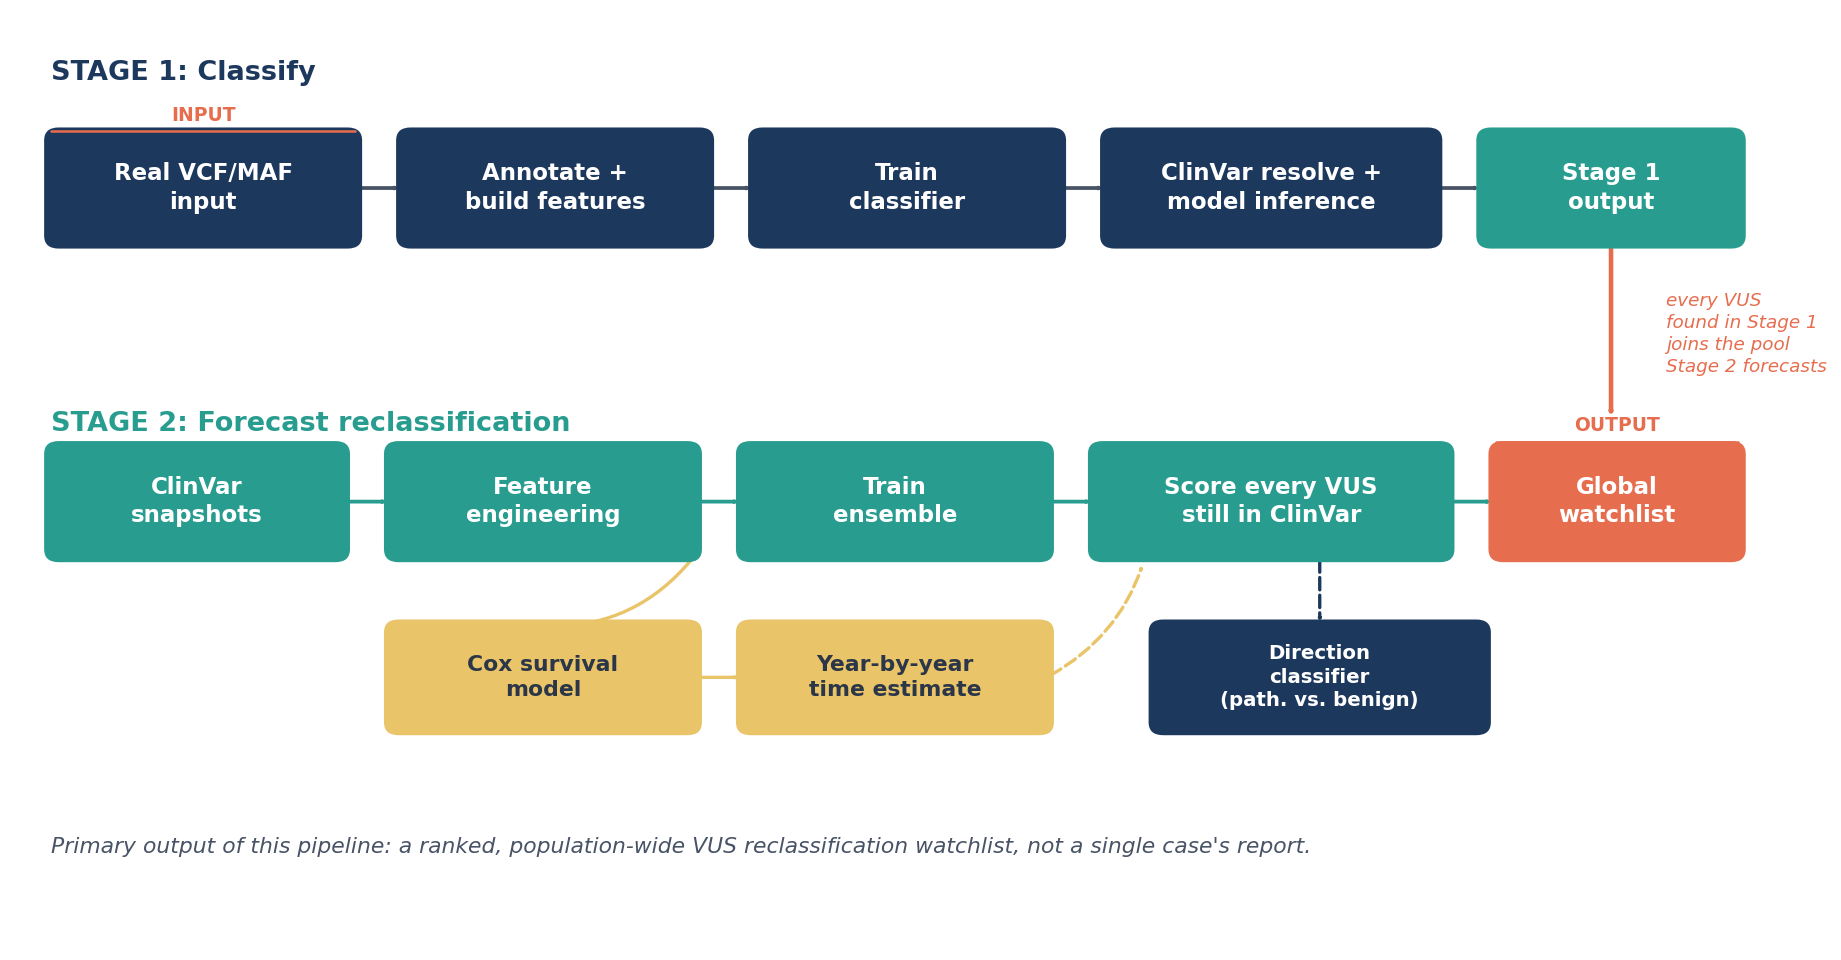 STAGE 1: Classify
INPUT
Real VCF/MAF
input
Annotate +
build features
Train
classifier
ClinVar resolve +
model inference
Stage 1
output
every VUS
found in Stage 1
joins the pool
Stage 2 forecasts
STAGE 2: Forecast reclassification
OUTPUT
ClinVar
snapshots
Feature
engineering
Train
ensemble
Score every VUS
still in ClinVar
Global
watchlist
Cox survival
model
Year-by-year
time estimate
Direction
classifier
(path. vs. benign)
Primary output of this pipeline: a ranked, population-wide VUS reclassification watchlist, not a single case's report.